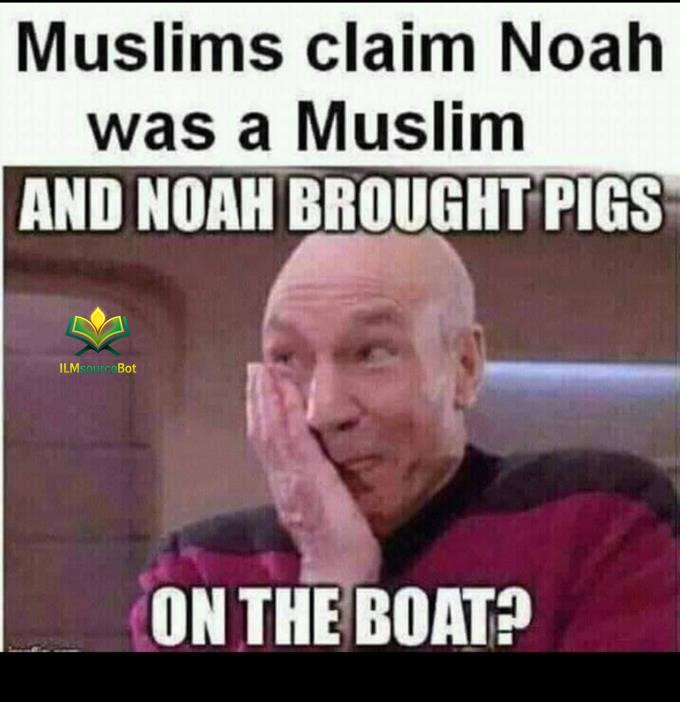 Muslims claim Noah
was a Muslim
AND NOAH BROUGHT PIGS
ILMsourceBot
ON THE BOAT?